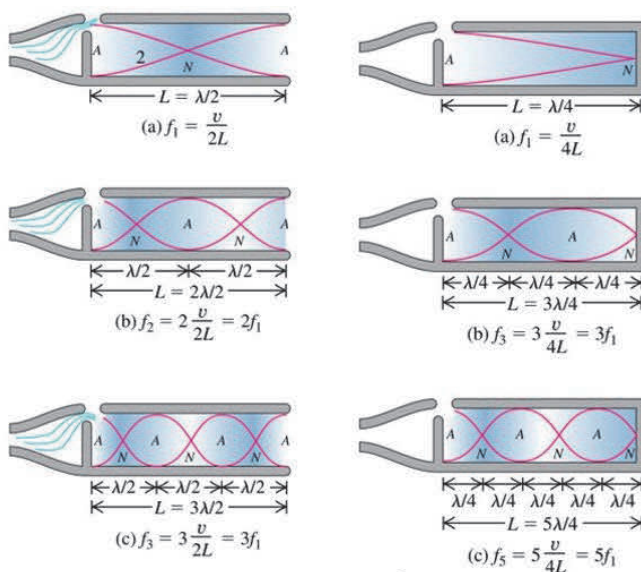 A 2 N A
L = λ/2
(a) f₁ = v/2L
A N A N A
λ/2 λ/2
L = 2λ/2
(b) f₂ = 2 v/2L = 2f₁
A N A N A N A
λ/2 λ/2 λ/2
L = 3λ/2
(c) f₃ = 3 v/2L = 3f₁
A N
L = λ/4
(a) f₁ = v/4L
A N A N
λ/4 λ/4 λ/4
L = 3λ/4
(b) f₃ = 3 v/4L = 3f₁
A N A N A N
λ/4 λ/4 λ/4 λ/4 λ/4
L = 5λ/4
(c) f₅ = 5 v/4L = 5f₁